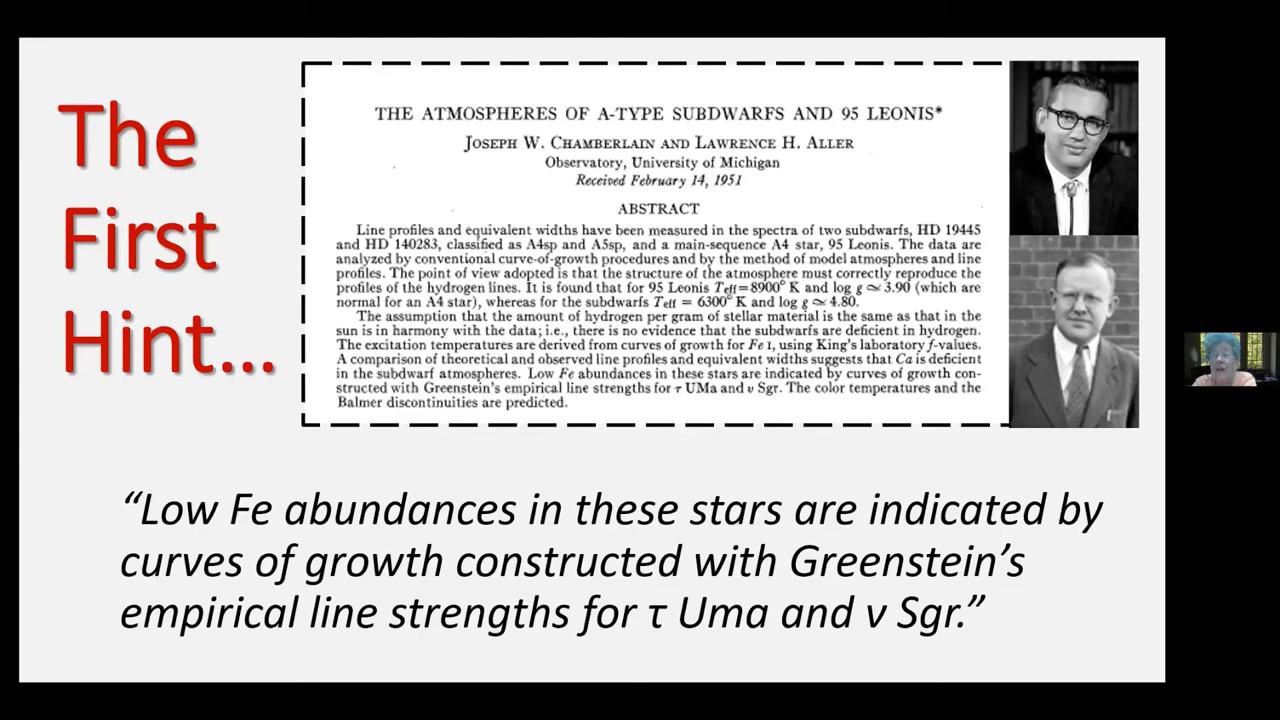 The
First
Hint...
THE ATMOSPHERES OF A-TYPE SUBDWARFS AND 95 LEONIS*
JOSEPH W. CHAMBERLAIN AND LAWRENCE H. ALLER
Observatory, University of Michigan
Received February 14, 1951
ABSTRACT
Line profiles and equivalent widths have been measured in the spectra of two subdwarfs, HD 19445
and HD 140283, classified as A4sp and A5sp, and a main-sequence A4 star, 95 Leonis. The data are
analyzed by conventional curve-of-growth procedures and by the method of model atmospheres and line
profiles. The point of view adopted is that the structure of the atmosphere must correctly reproduce the
profiles of the hydrogen lines. It is found that for 95 Leonis Teff=8900° K and log g ≃ 3.90 (which are
normal for an A4 star), whereas for the subdwarfs Teff = 6300° K and log g ≃ 4.80.
The assumption that the amount of hydrogen per gram of stellar material is the same as that in the
sun is in harmony with the data; i.e., there is no evidence that the subdwarfs are deficient in hydrogen.
The excitation temperatures are derived from curves of growth for Fe I, using King's laboratory f-values.
A comparison of theoretical and observed line profiles and equivalent widths suggests that Ca is deficient
in the subdwarf atmospheres. Low Fe abundances in these stars are indicated by curves of growth con-
structed with Greenstein's empirical line strengths for τ UMa and ν Sgr. The color temperatures and the
Balmer discontinuities are predicted.
“Low Fe abundances in these stars are indicated by
curves of growth constructed with Greenstein’s
empirical line strengths for τ Uma and ν Sgr.”